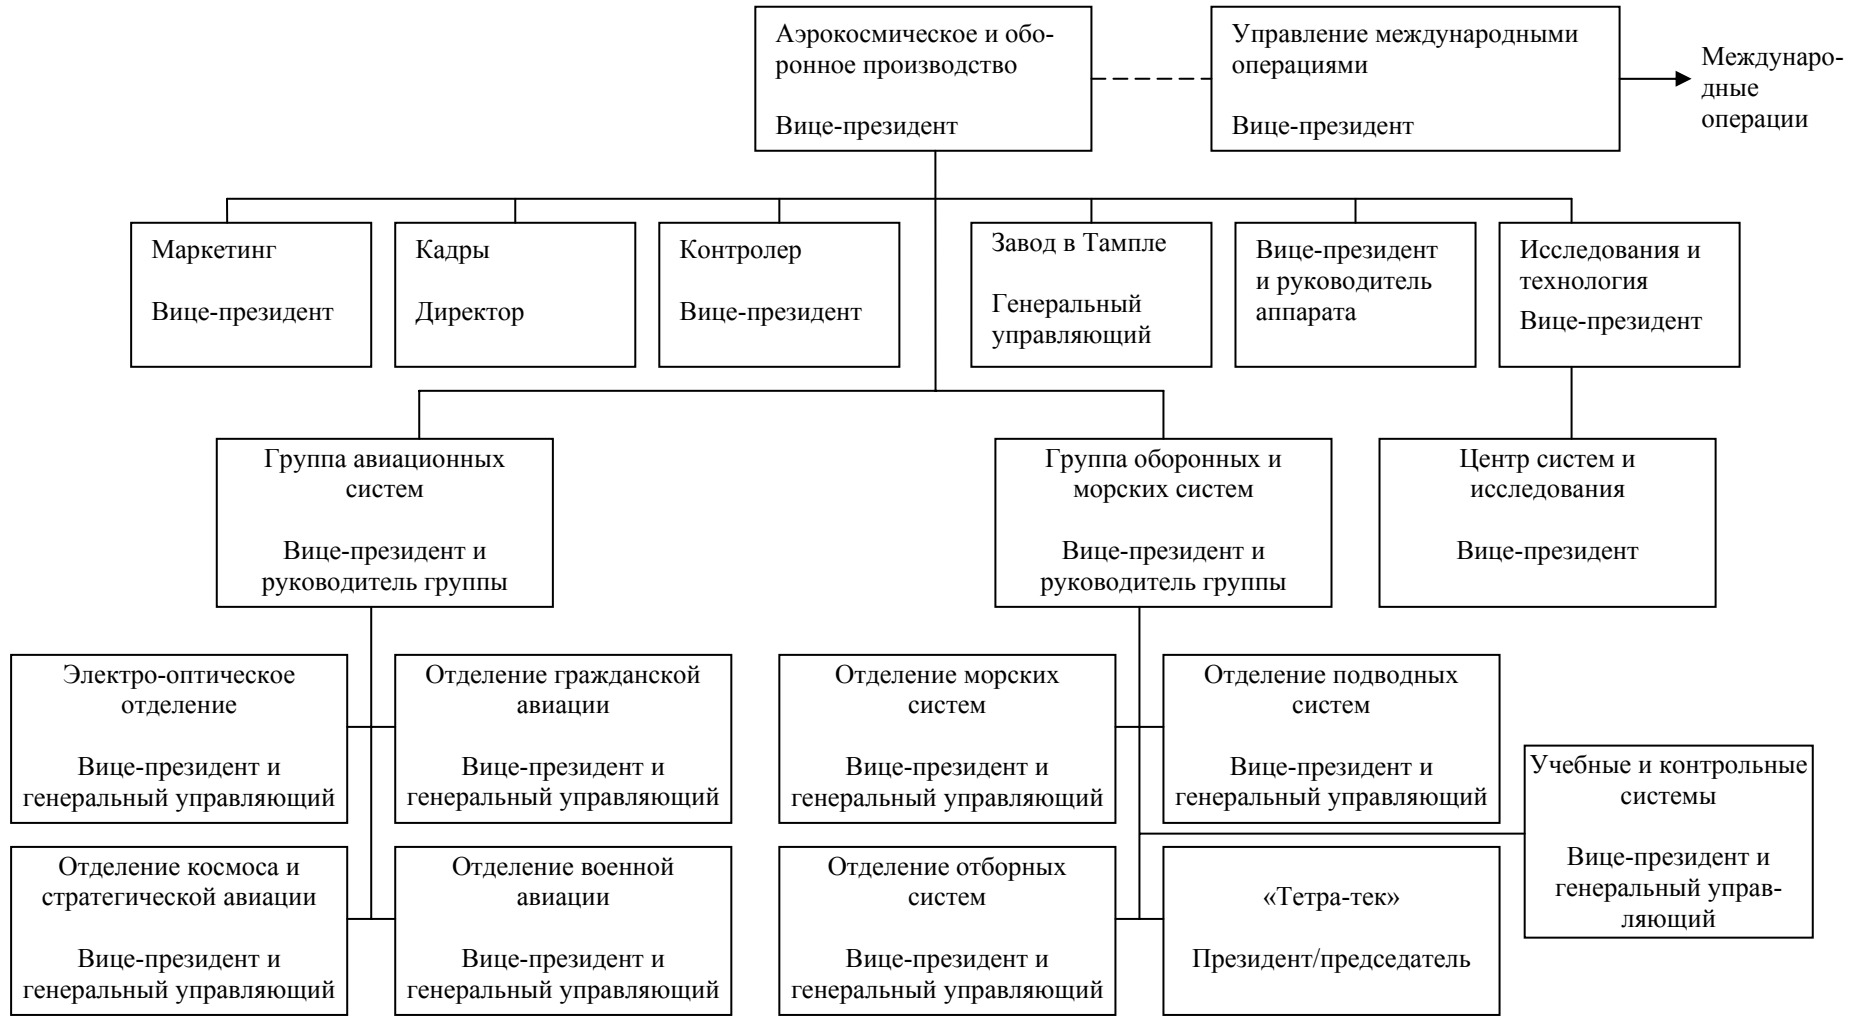 Аэрокосмическое и обо-
ронное производство
Вице-президент
Управление международными
операциями
Вице-президент
Междунаро-
дные
операции
Маркетинг
Вице-президент
Кадры
Директор
Контролер
Вице-президент
Завод в Тампле
Генеральный
управляющий
Вице-президент
и руководитель
аппарата
Исследования и
технология
Вице-президент
Группа авиационных
систем
Вице-президент и
руководитель группы
Группа оборонных и
морских систем
Вице-президент и
руководитель группы
Центр систем и
исследования
Вице-президент
Электро-оптическое
отделение
Вице-президент и
генеральный управляющий
Отделение гражданской
авиации
Вице-президент и
генеральный управляющий
Отделение морских
систем
Вице-президент и
генеральный управляющий
Отделение подводных
систем
Вице-президент и
генеральный управляющий
Учебные и контрольные
системы
Вице-президент и
генеральный управ-
ляющий
Отделение космоса и
стратегической авиации
Вице-президент и
генеральный управляющий
Отделение военной
авиации
Вице-президент и
генеральный управляющий
Отделение отборных
систем
Вице-президент и
генеральный управляющий
«Тетра-тек»
Президент/председатель